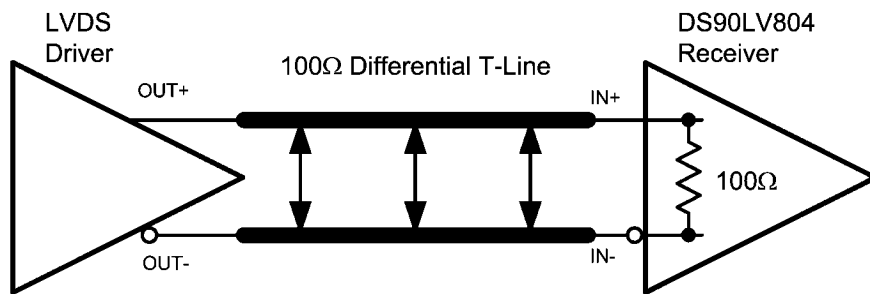 LVDS
Driver
DS90LV804
Receiver
100Ω Differential T-Line
OUT+
IN+
100Ω
OUT-
IN-